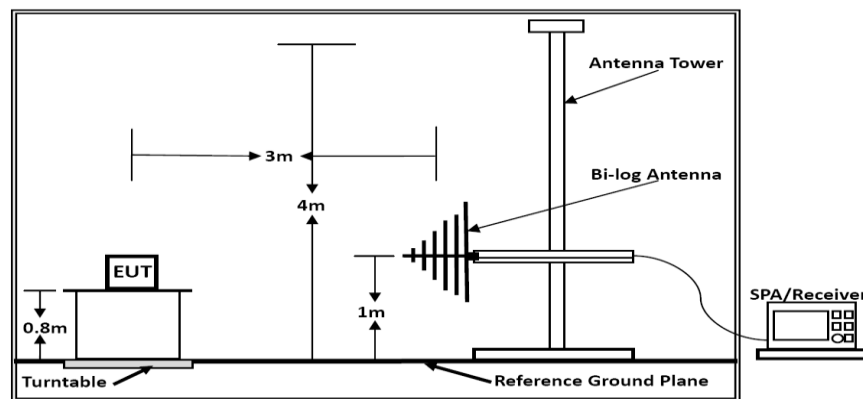 Antenna Tower
3m
Bi-log Antenna
4m
EUT
SPA/Receiver
0.8m
1m
Turntable
Reference Ground Plane